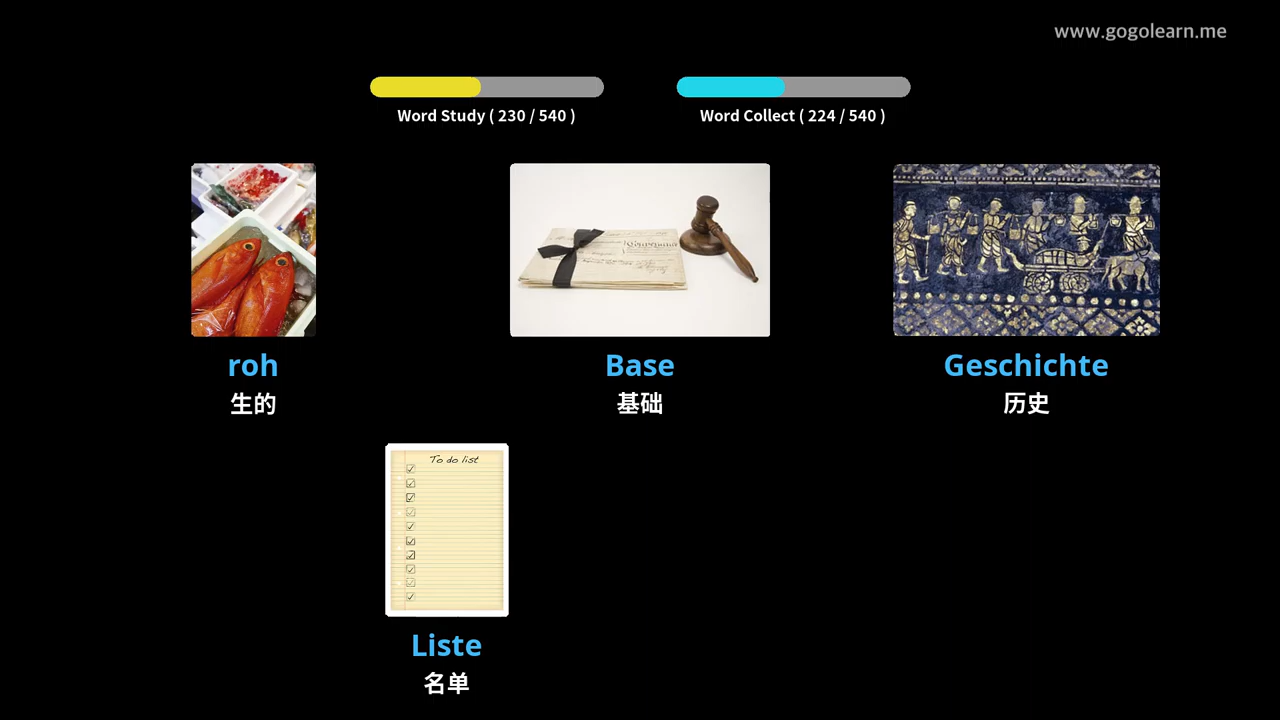 www.gogolearn.me
Word Study ( 230 / 540 )
Word Collect ( 224 / 540 )
roh
生的
Base
基础
Geschichte
历史
To do list
Liste
名单